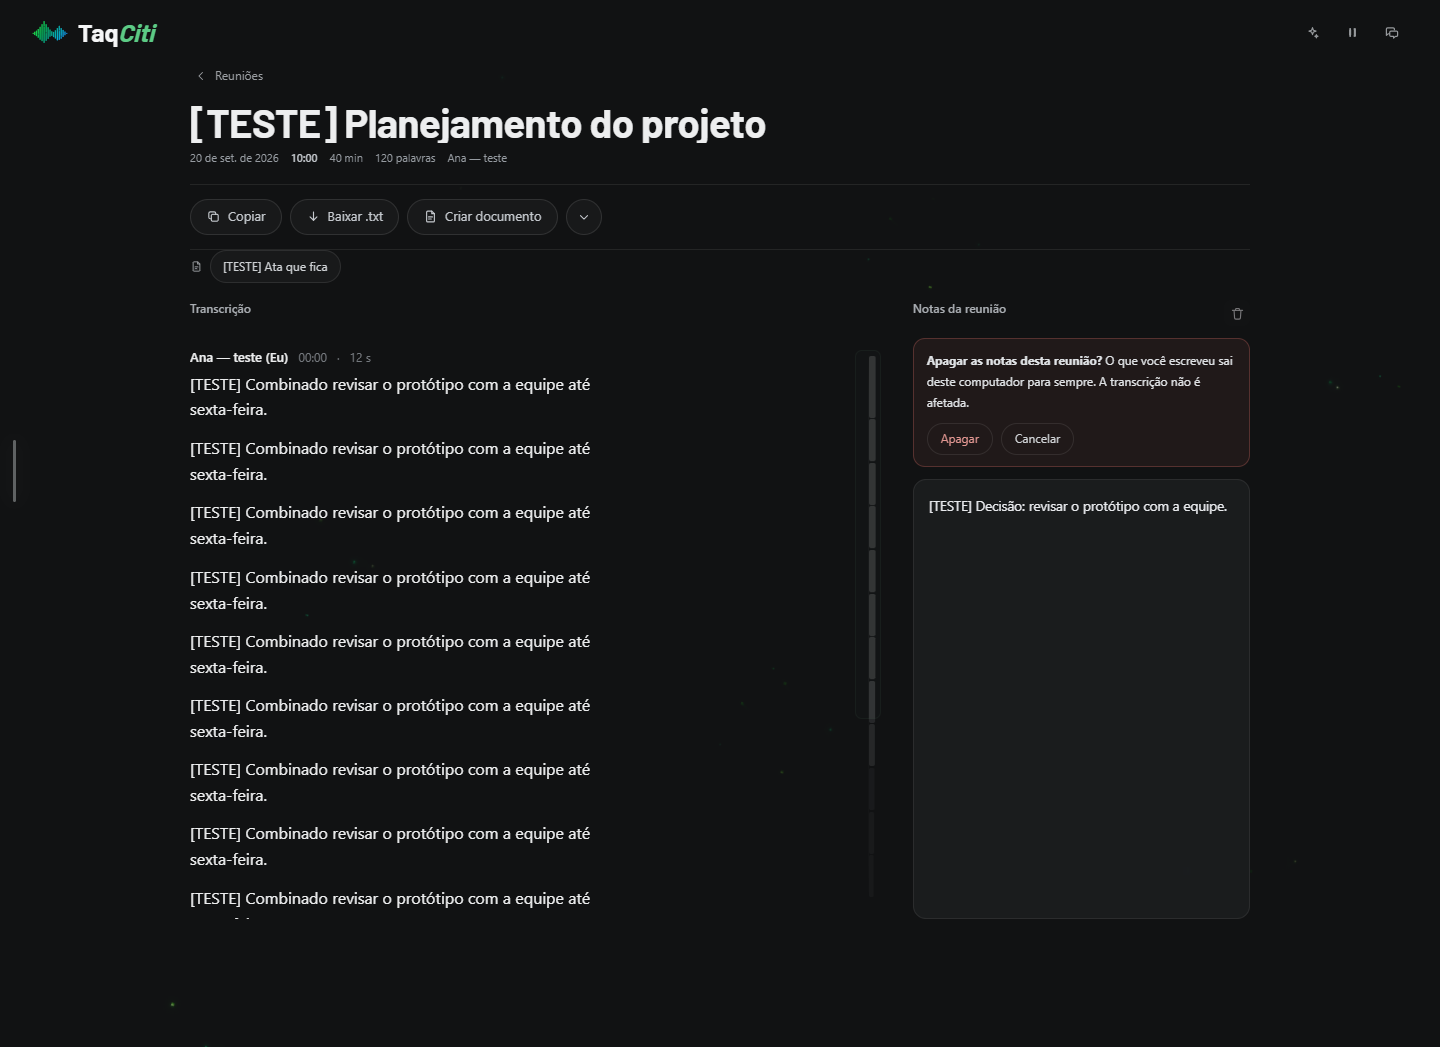 TaqCiti
Reuniões
[TESTE] Planejamento do projeto
20 de set. de 2026 10:00 40 min 120 palavras Ana — teste
Copiar
Baixar .txt
Criar documento
[TESTE] Ata que fica
Transcrição
Ana — teste (Eu) 00:00 · 12 s
[TESTE] Combinado revisar o protótipo com a equipe até
sexta-feira.
[TESTE] Combinado revisar o protótipo com a equipe até
sexta-feira.
[TESTE] Combinado revisar o protótipo com a equipe até
sexta-feira.
[TESTE] Combinado revisar o protótipo com a equipe até
sexta-feira.
[TESTE] Combinado revisar o protótipo com a equipe até
sexta-feira.
[TESTE] Combinado revisar o protótipo com a equipe até
sexta-feira.
[TESTE] Combinado revisar o protótipo com a equipe até
sexta-feira.
[TESTE] Combinado revisar o protótipo com a equipe até
sexta-feira.
[TESTE] Combinado revisar o protótipo com a equipe até
Notas da reunião
Apagar as notas desta reunião? O que você escreveu sai
deste computador para sempre. A transcrição não é
afetada.
Apagar
Cancelar
[TESTE] Decisão: revisar o protótipo com a equipe.